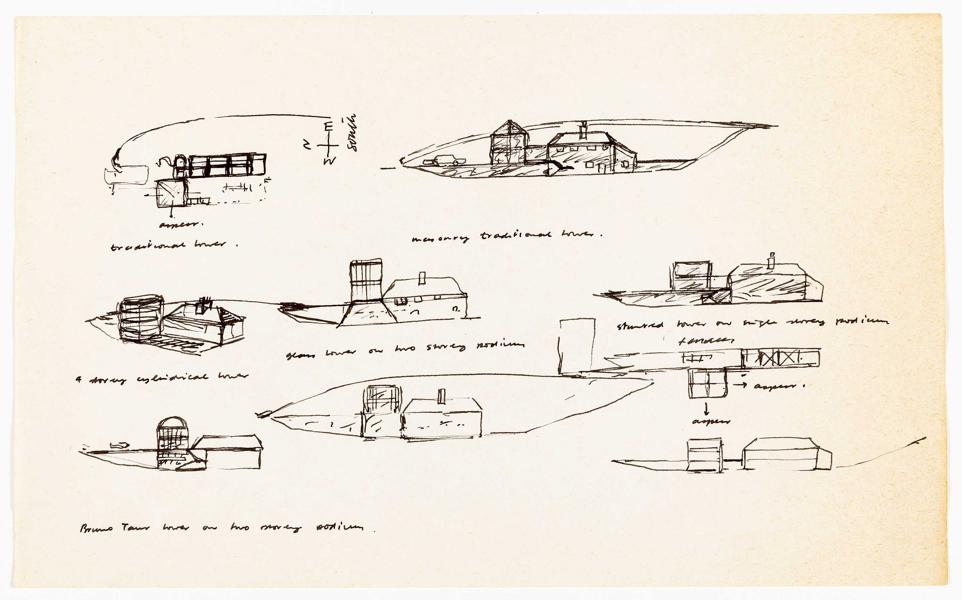 N E S W
South
aspect.
traditional tower.
masonry traditional tower.
glass tower on two storey podium
stunted tower on single storey podium
4 storey cylindrical tower
aspect.
aspect
Bruno Taut tower on two storey podium.